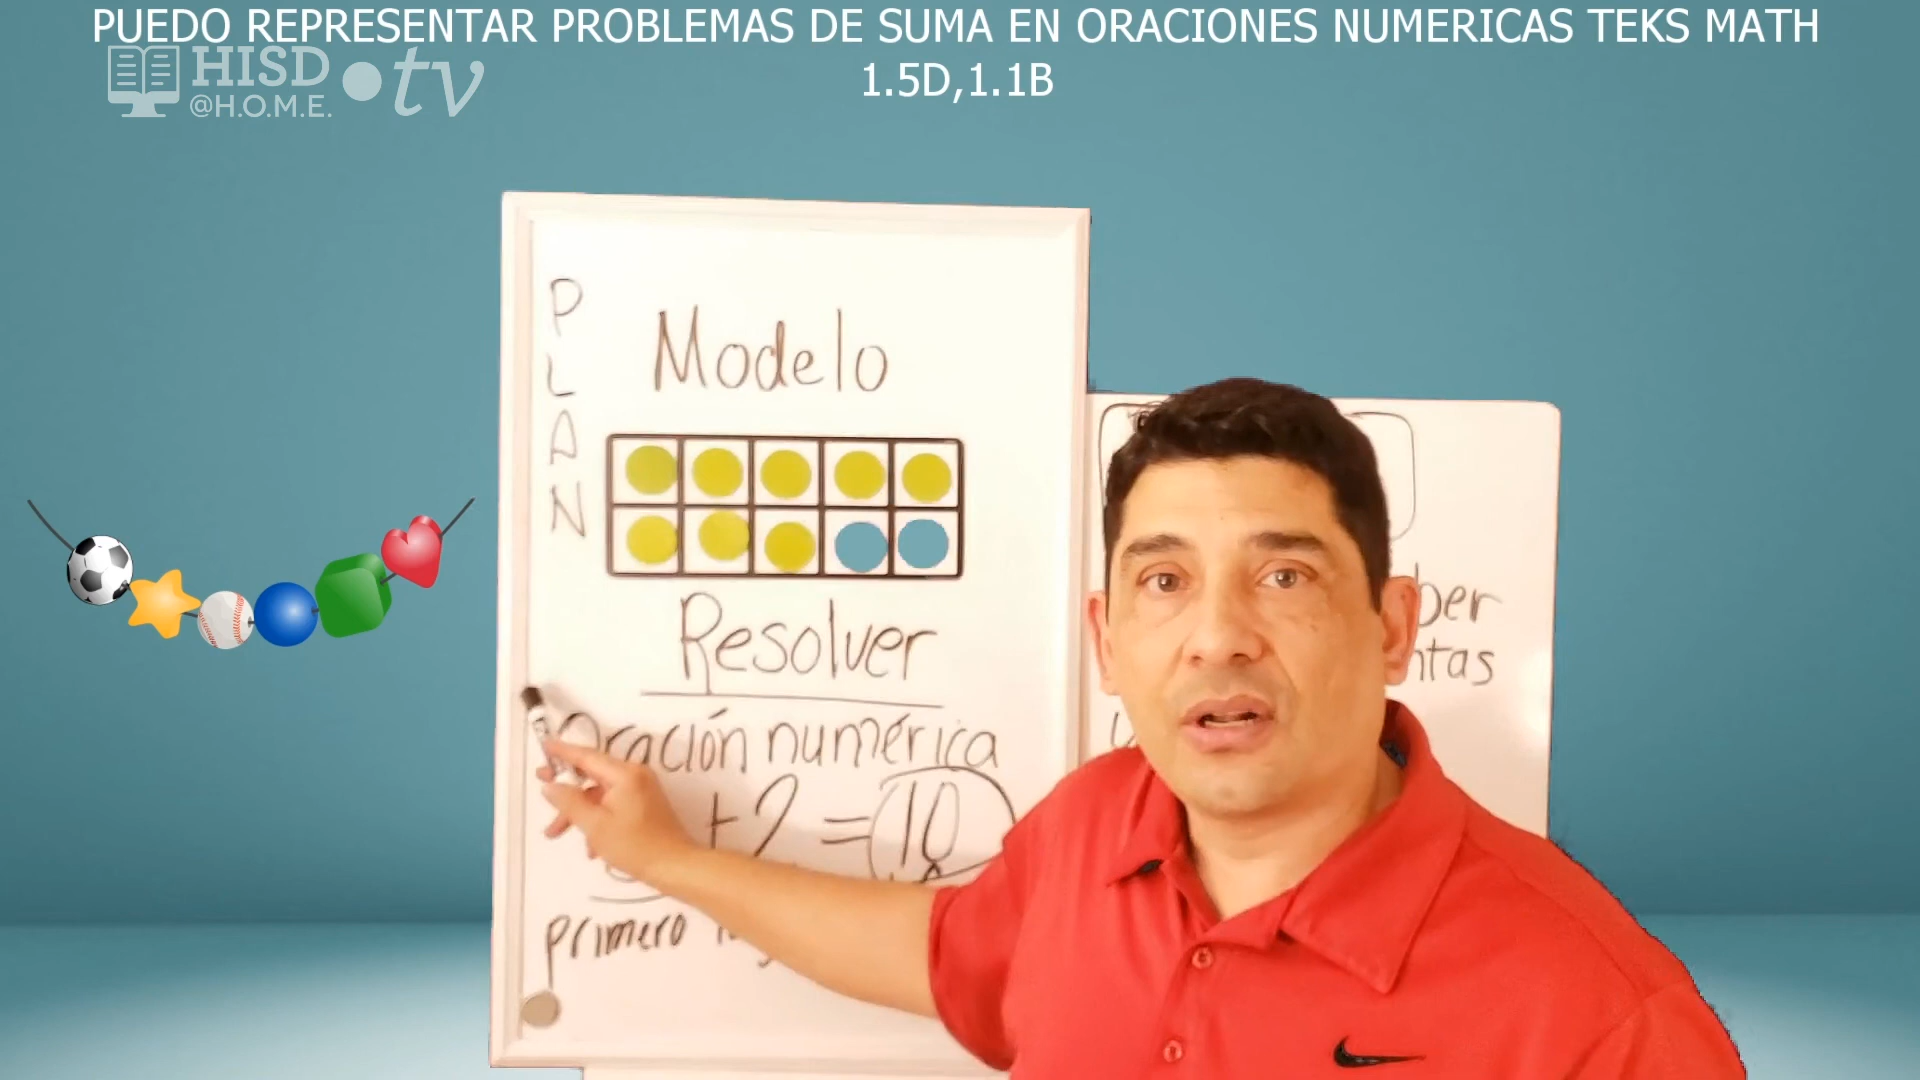 PUEDO REPRESENTAR PROBLEMAS DE SUMA EN ORACIONES NUMERICAS TEKS MATH
1.5D,1.1B
HISD
@H.O.M.E.
tv
PLAN
Modelo
Resolver
Oración numérica
+2 = 10
primero